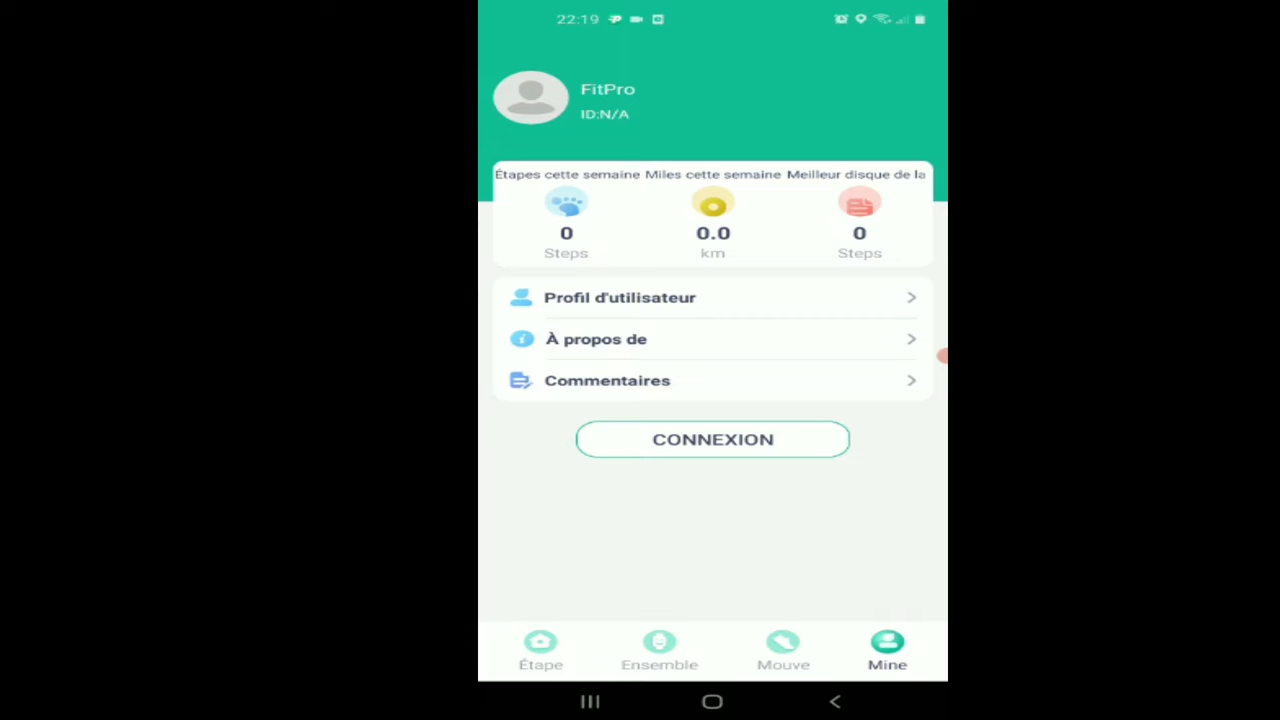 22:19
FitPro
ID:N/A
Étapes cette semaine Miles cette semaine Meilleur disque de la
0 0.0 0
Steps km Steps
Profil d'utilisateur
À propos de
Commentaires
CONNEXION
Étape Ensemble Mouve Mine